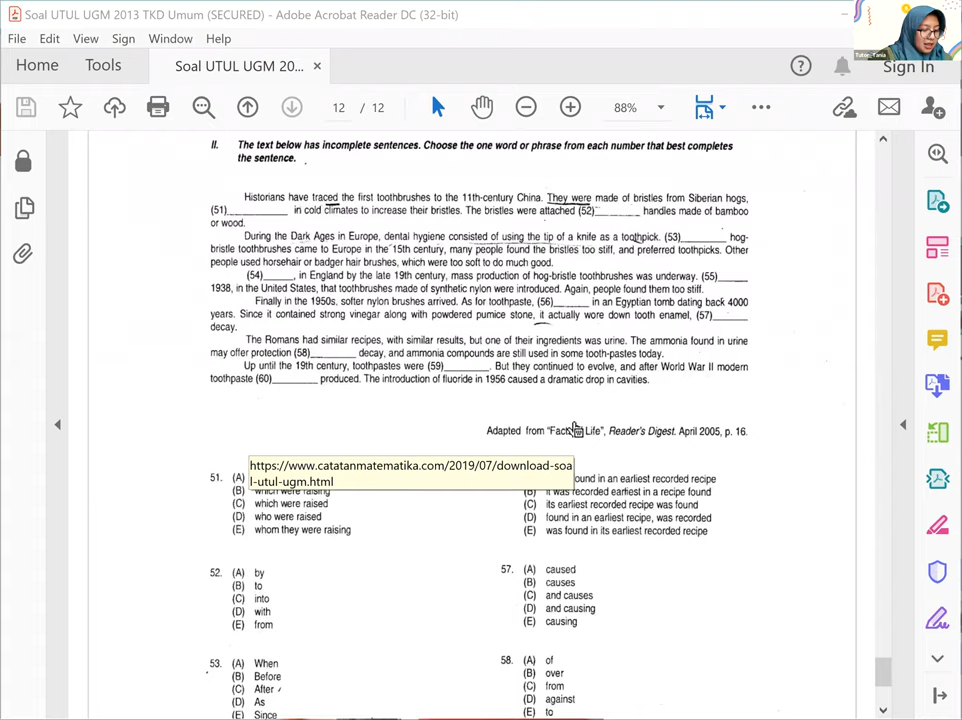 Soal UTUL UGM 2013 TKD Umum (SECURED) - Adobe Acrobat Reader DC (32-bit)
File Edit View Sign Window Help
Home Tools Soal UTUL UGM 20... × Sign In
12 / 12 88%
II. The text below has incomplete sentences. Choose the one word or phrase from each number that best completes
the sentence.
Historians have traced the first toothbrushes to the 11th-century China. They were made of bristles from Siberian hogs,
(51)____________ in cold climates to increase their bristles. The bristles were attached (52)________ handles made of bamboo
or wood.
During the Dark Ages in Europe, dental hygiene consisted of using the tip of a knife as a toothpick. (53)________ hog-
bristle toothbrushes came to Europe in the 15th century, many people found the bristles too stiff, and preferred toothpicks. Other
people used horsehair or badger hair brushes, which were too soft to do much good.
(54)_____, in England by the late 19th century, mass production of hog-bristle toothbrushes was underway. (55)_____
1938, in the United States, that toothbrushes made of synthetic nylon were introduced. Again, people found them too stiff.
Finally in the 1950s, softer nylon brushes arrived. As for toothpaste, (56)______ in an Egyptian tomb dating back 4000
years. Since it contained strong vinegar along with powdered pumice stone, it actually wore down tooth enamel, (57)______
decay.
The Romans had similar recipes, with similar results, but one of their ingredients was urine. The ammonia found in urine
may offer protection (58)________ decay, and ammonia compounds are still used in some tooth-pastes today.
Up until the 19th century, toothpastes were (59)________. But they continued to evolve, and after World War II modern
toothpaste (60)________ produced. The introduction of fluoride in 1956 caused a dramatic drop in cavities.
Adapted from "Facts Life", Reader's Digest. April 2005, p. 16.
https://www.catatanmatematika.com/2019/07/download-soa
l-utul-ugm.html
51. (A)
(B) which were raising
(C) which were raised
(D) who were raised
(E) whom they were raising
52. (A) by
(B) to
(C) into
(D) with
(E) from
53. (A) When
(B) Before
(C) After
(D) As
(E) Since
found in an earliest recorded recipe
(B) it was recorded earliest in a recipe found
(C) its earliest recorded recipe was found
(D) found in an earliest recipe, was recorded
(E) was found in its earliest recorded recipe
57. (A) caused
(B) causes
(C) and causes
(D) and causing
(E) causing
58. (A) of
(B) over
(C) from
(D) against
(E) to